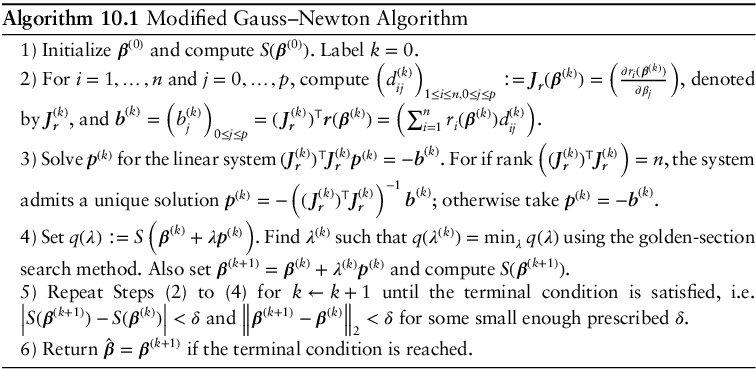 Algorithm 10.1 Modified Gauss–Newton Algorithm
1) Initialize β^(0) and compute S(β^(0)). Label k = 0.
2) For i = 1, … , n and j = 0, … , p, compute (d_ij^(k))_{1≤i≤n,0≤j≤p} := J_r(β^(k)) = (∂r_i(β^(k))/∂β_j), denoted
by J_r^(k), and b^(k) = (b_j^(k))_{0≤j≤p} = (J_r^(k))^⊤ r(β^(k)) = (∑_{i=1}^n r_i(β^(k))d_ij^(k)).
3) Solve p^(k) for the linear system (J_r^(k))^⊤ J_r^(k) p^(k) = −b^(k). For if rank ((J_r^(k))^⊤ J_r^(k)) = n, the system
admits a unique solution p^(k) = −((J_r^(k))^⊤ J_r^(k))^{−1} b^(k); otherwise take p^(k) = −b^(k).
4) Set q(λ) := S(β^(k) + λp^(k)). Find λ^(k) such that q(λ^(k)) = min_λ q(λ) using the golden-section
search method. Also set β^(k+1) = β^(k) + λ^(k)p^(k) and compute S(β^(k+1)).
5) Repeat Steps (2) to (4) for k ← k + 1 until the terminal condition is satisfied, i.e.
|S(β^(k+1)) − S(β^(k))| < δ and ‖β^(k+1) − β^(k)‖_2 < δ for some small enough prescribed δ.
6) Return β̂ = β^(k+1) if the terminal condition is reached.